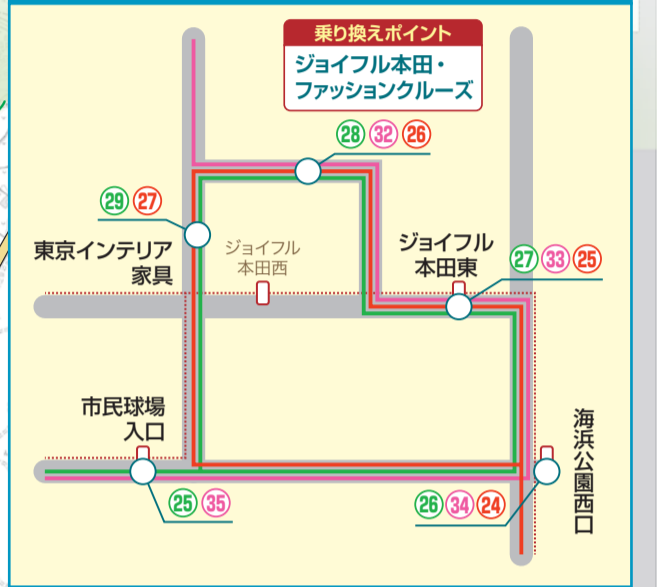 乗り換えポイント
ジョイフル本田・
ファッションクルーズ
28 32 26
29 27
東京インテリア
家具
ジョイフル
本田西
ジョイフル
本田東
27 33 25
市民球場
入口
海浜公園西口
25 35
26 34 24